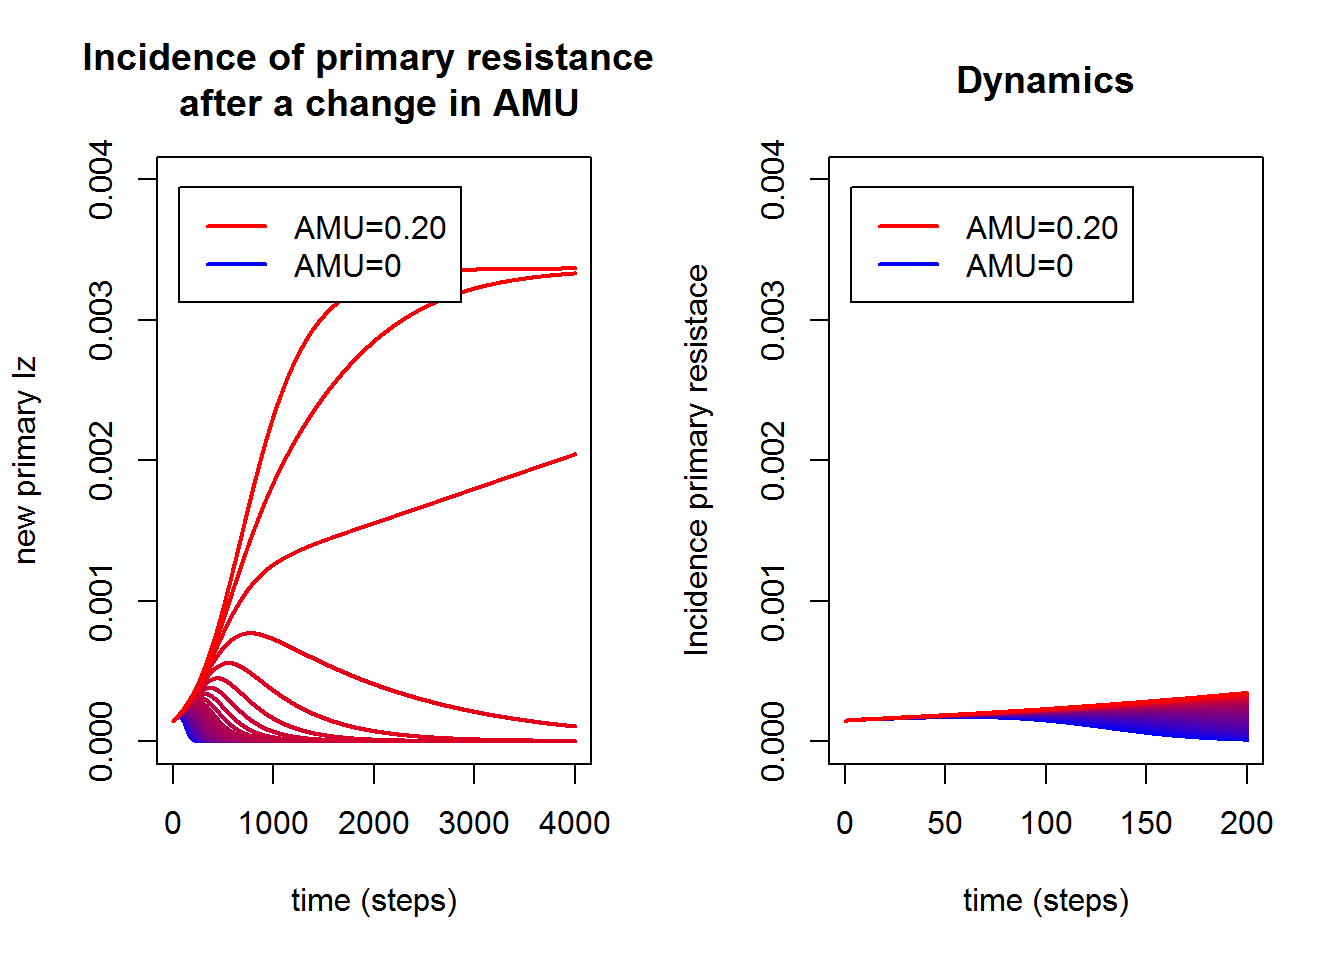 Incidence of primary resistance
after a change in AMU
new primary Iz
0.004
0.003
0.002
0.001
0.000
AMU=0.20
AMU=0
0 1000 2000 3000 4000
time (steps)
Dynamics
Incidence primary resistace
0.004
0.003
0.002
0.001
0.000
AMU=0.20
AMU=0
0 50 100 150 200
time (steps)